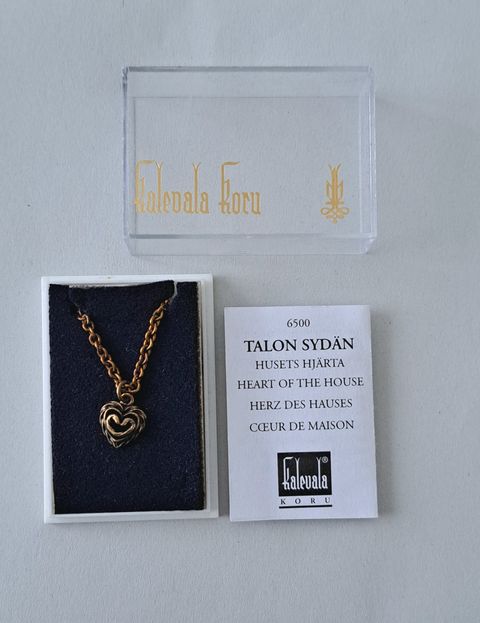 kalevala koru
6500
TALON SYDÄN
HUSETS HJÄRTA
HEART OF THE HOUSE
HERZ DES HAUSES
CŒUR DE MAISON
kalevala®
KORU